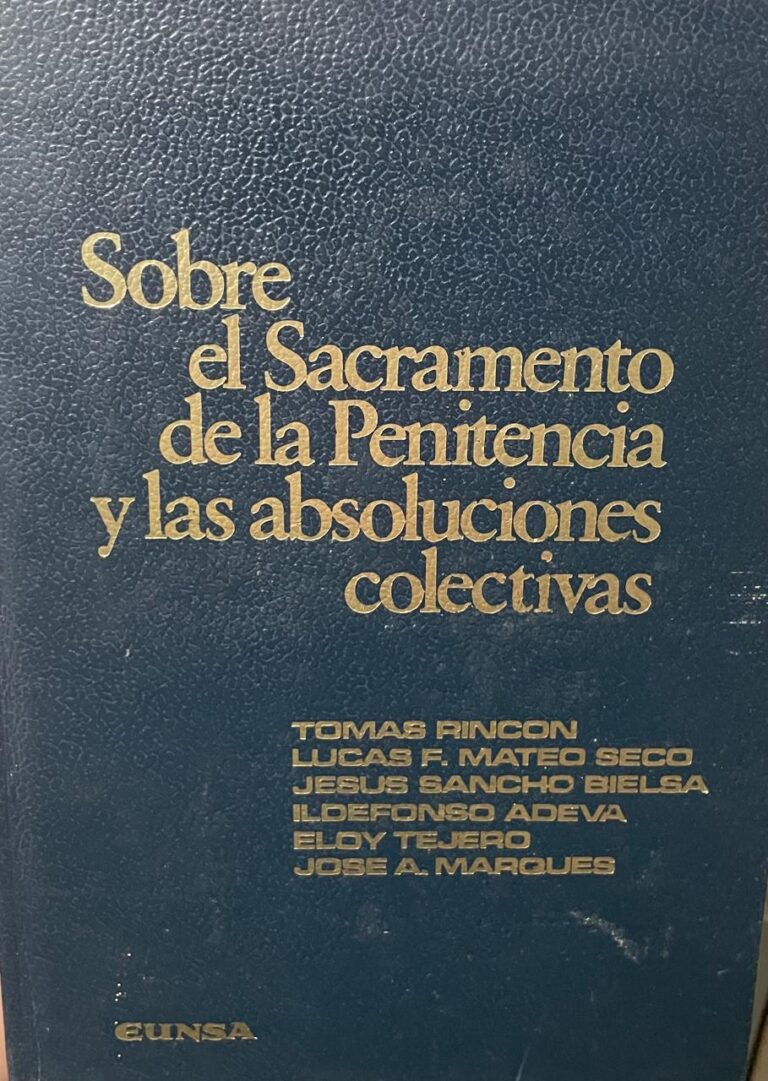 Sobre
el Sacramento
de la Penitencia
y las absoluciones
colectivas
TOMAS RINCON
LUCAS F. MATEO SECO
JESUS SANCHO BIELSA
ILDEFONSO ADEVA
ELOY TEJERO
JOSE A. MARQUES
EUNSA